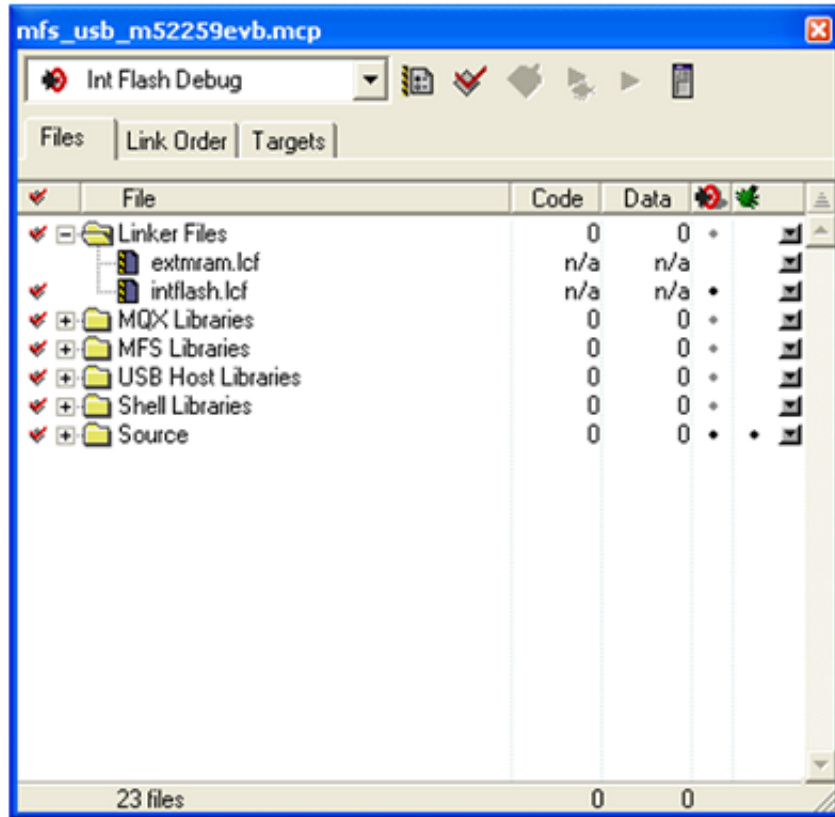 mfs_usb_m52259evb.mcp
Int Flash Debug
Files Link Order Targets
File Code Data
Linker Files 0 0
extmram.lcf n/a n/a
intflash.lcf n/a n/a
MQX Libraries 0 0
MFS Libraries 0 0
USB Host Libraries 0 0
Shell Libraries 0 0
Source 0 0
23 files 0 0